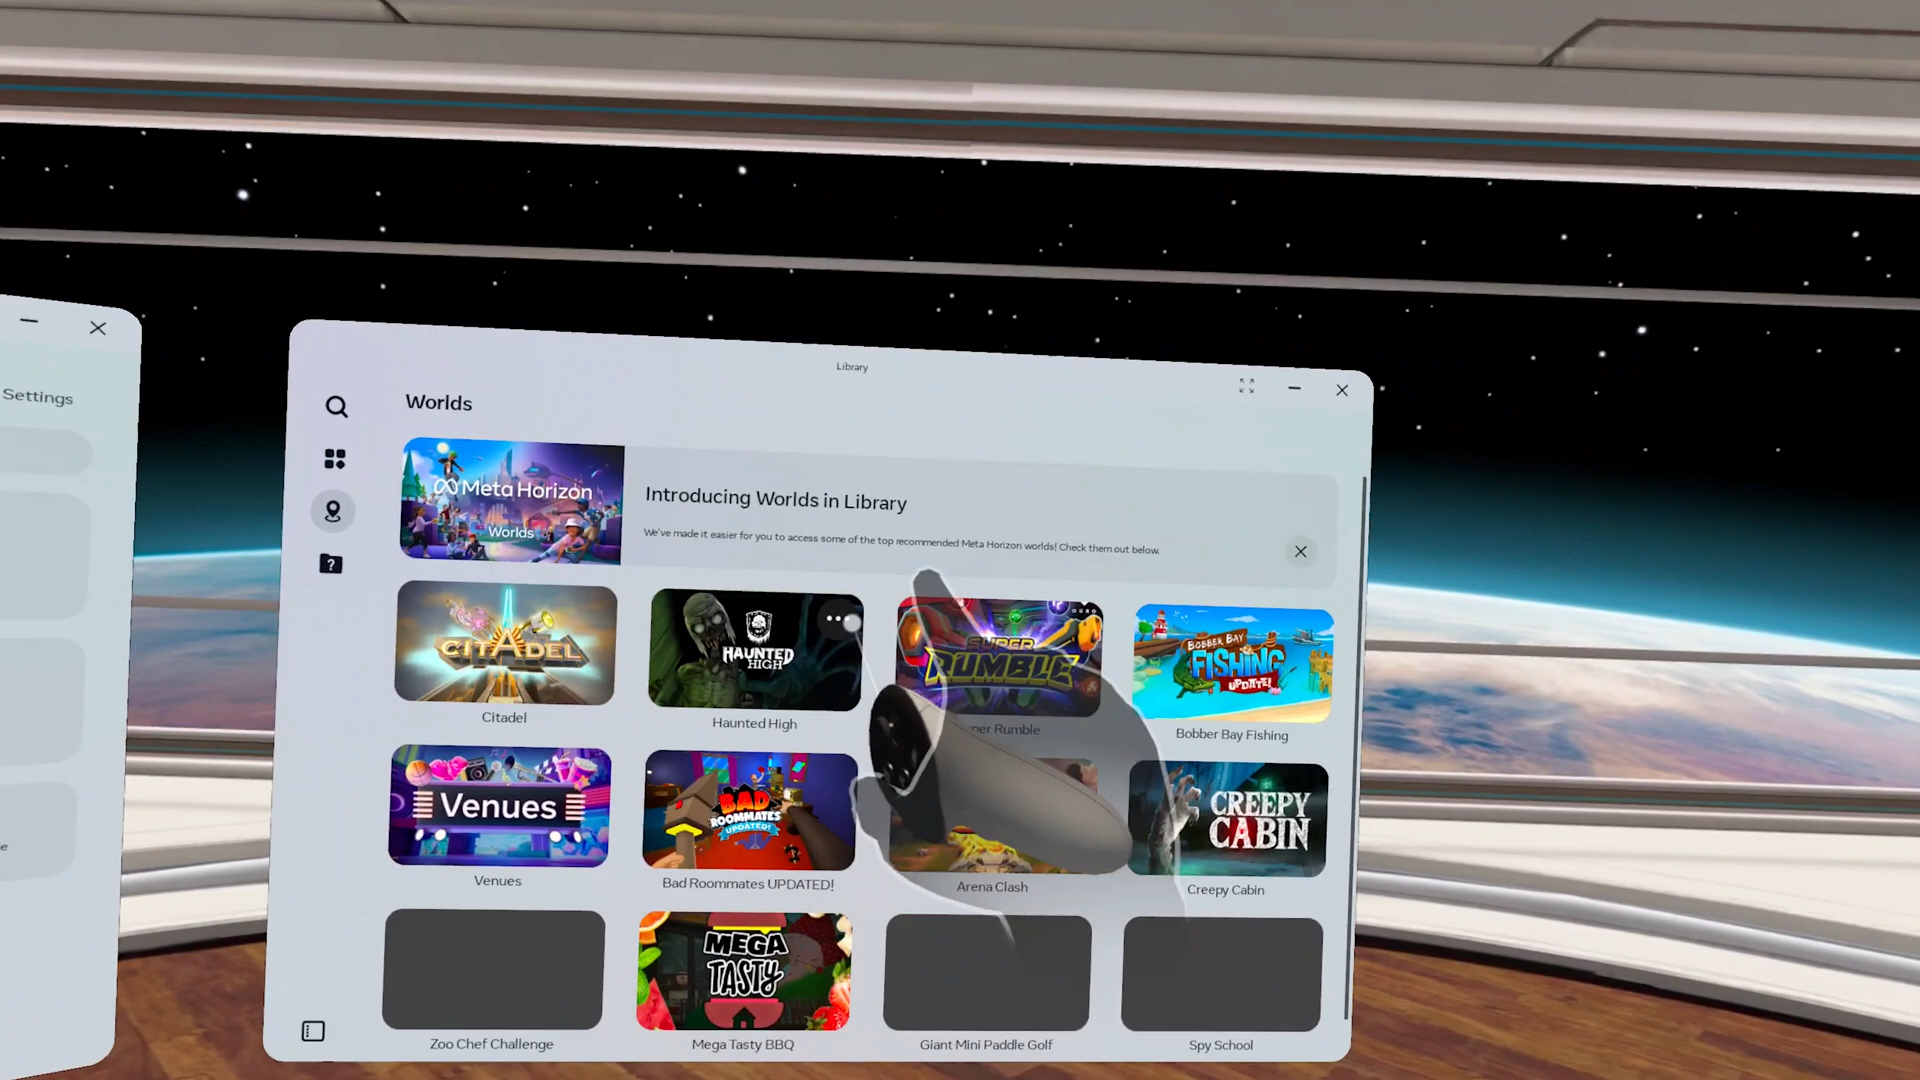 Library
Settings
Worlds
Meta Horizon
Worlds
Introducing Worlds in Library
We've made it easier for you to access some of the top recommended Meta Horizon worlds! Check them out below.
CITADEL
HAUNTED
HIGH
SUPER
RUMBLE
BOBBER BAY
FISHING
UPDATE!
Citadel
Haunted High
per Rumble
Bobber Bay Fishing
Venues
BAD
ROOMMATES
UPDATED!
CREEPY
CABIN
Venues
Bad Roommates UPDATED!
Arena Clash
Creepy Cabin
MEGA
TASTY
Zoo Chef Challenge
Mega Tasty BBQ
Giant Mini Paddle Golf
Spy School